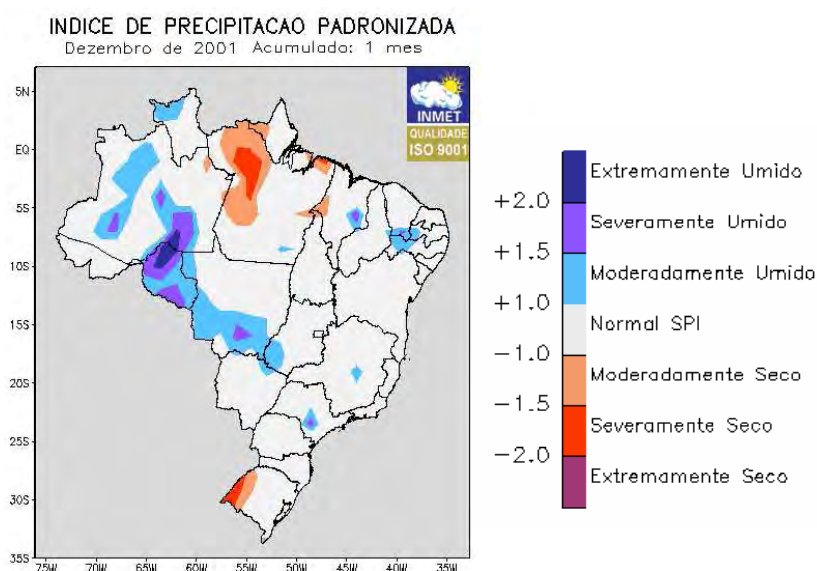 INDICE DE PRECIPITACAO PADRONIZADA
Dezembro de 2001 Acumulado: 1 mes
INMET
QUALIDADE
ISO 9001
5N
EQ
5S
10S
15S
20S
25S
30S
35S
75W 70W 65W 60W 55W 50W 45W 40W 35W
Extremamente Umido
+2.0
Severamente Umido
+1.5
Moderadamente Umido
+1.0
Normal SPI
−1.0
Moderadamente Seco
−1.5
Severamente Seco
−2.0
Extremamente Seco